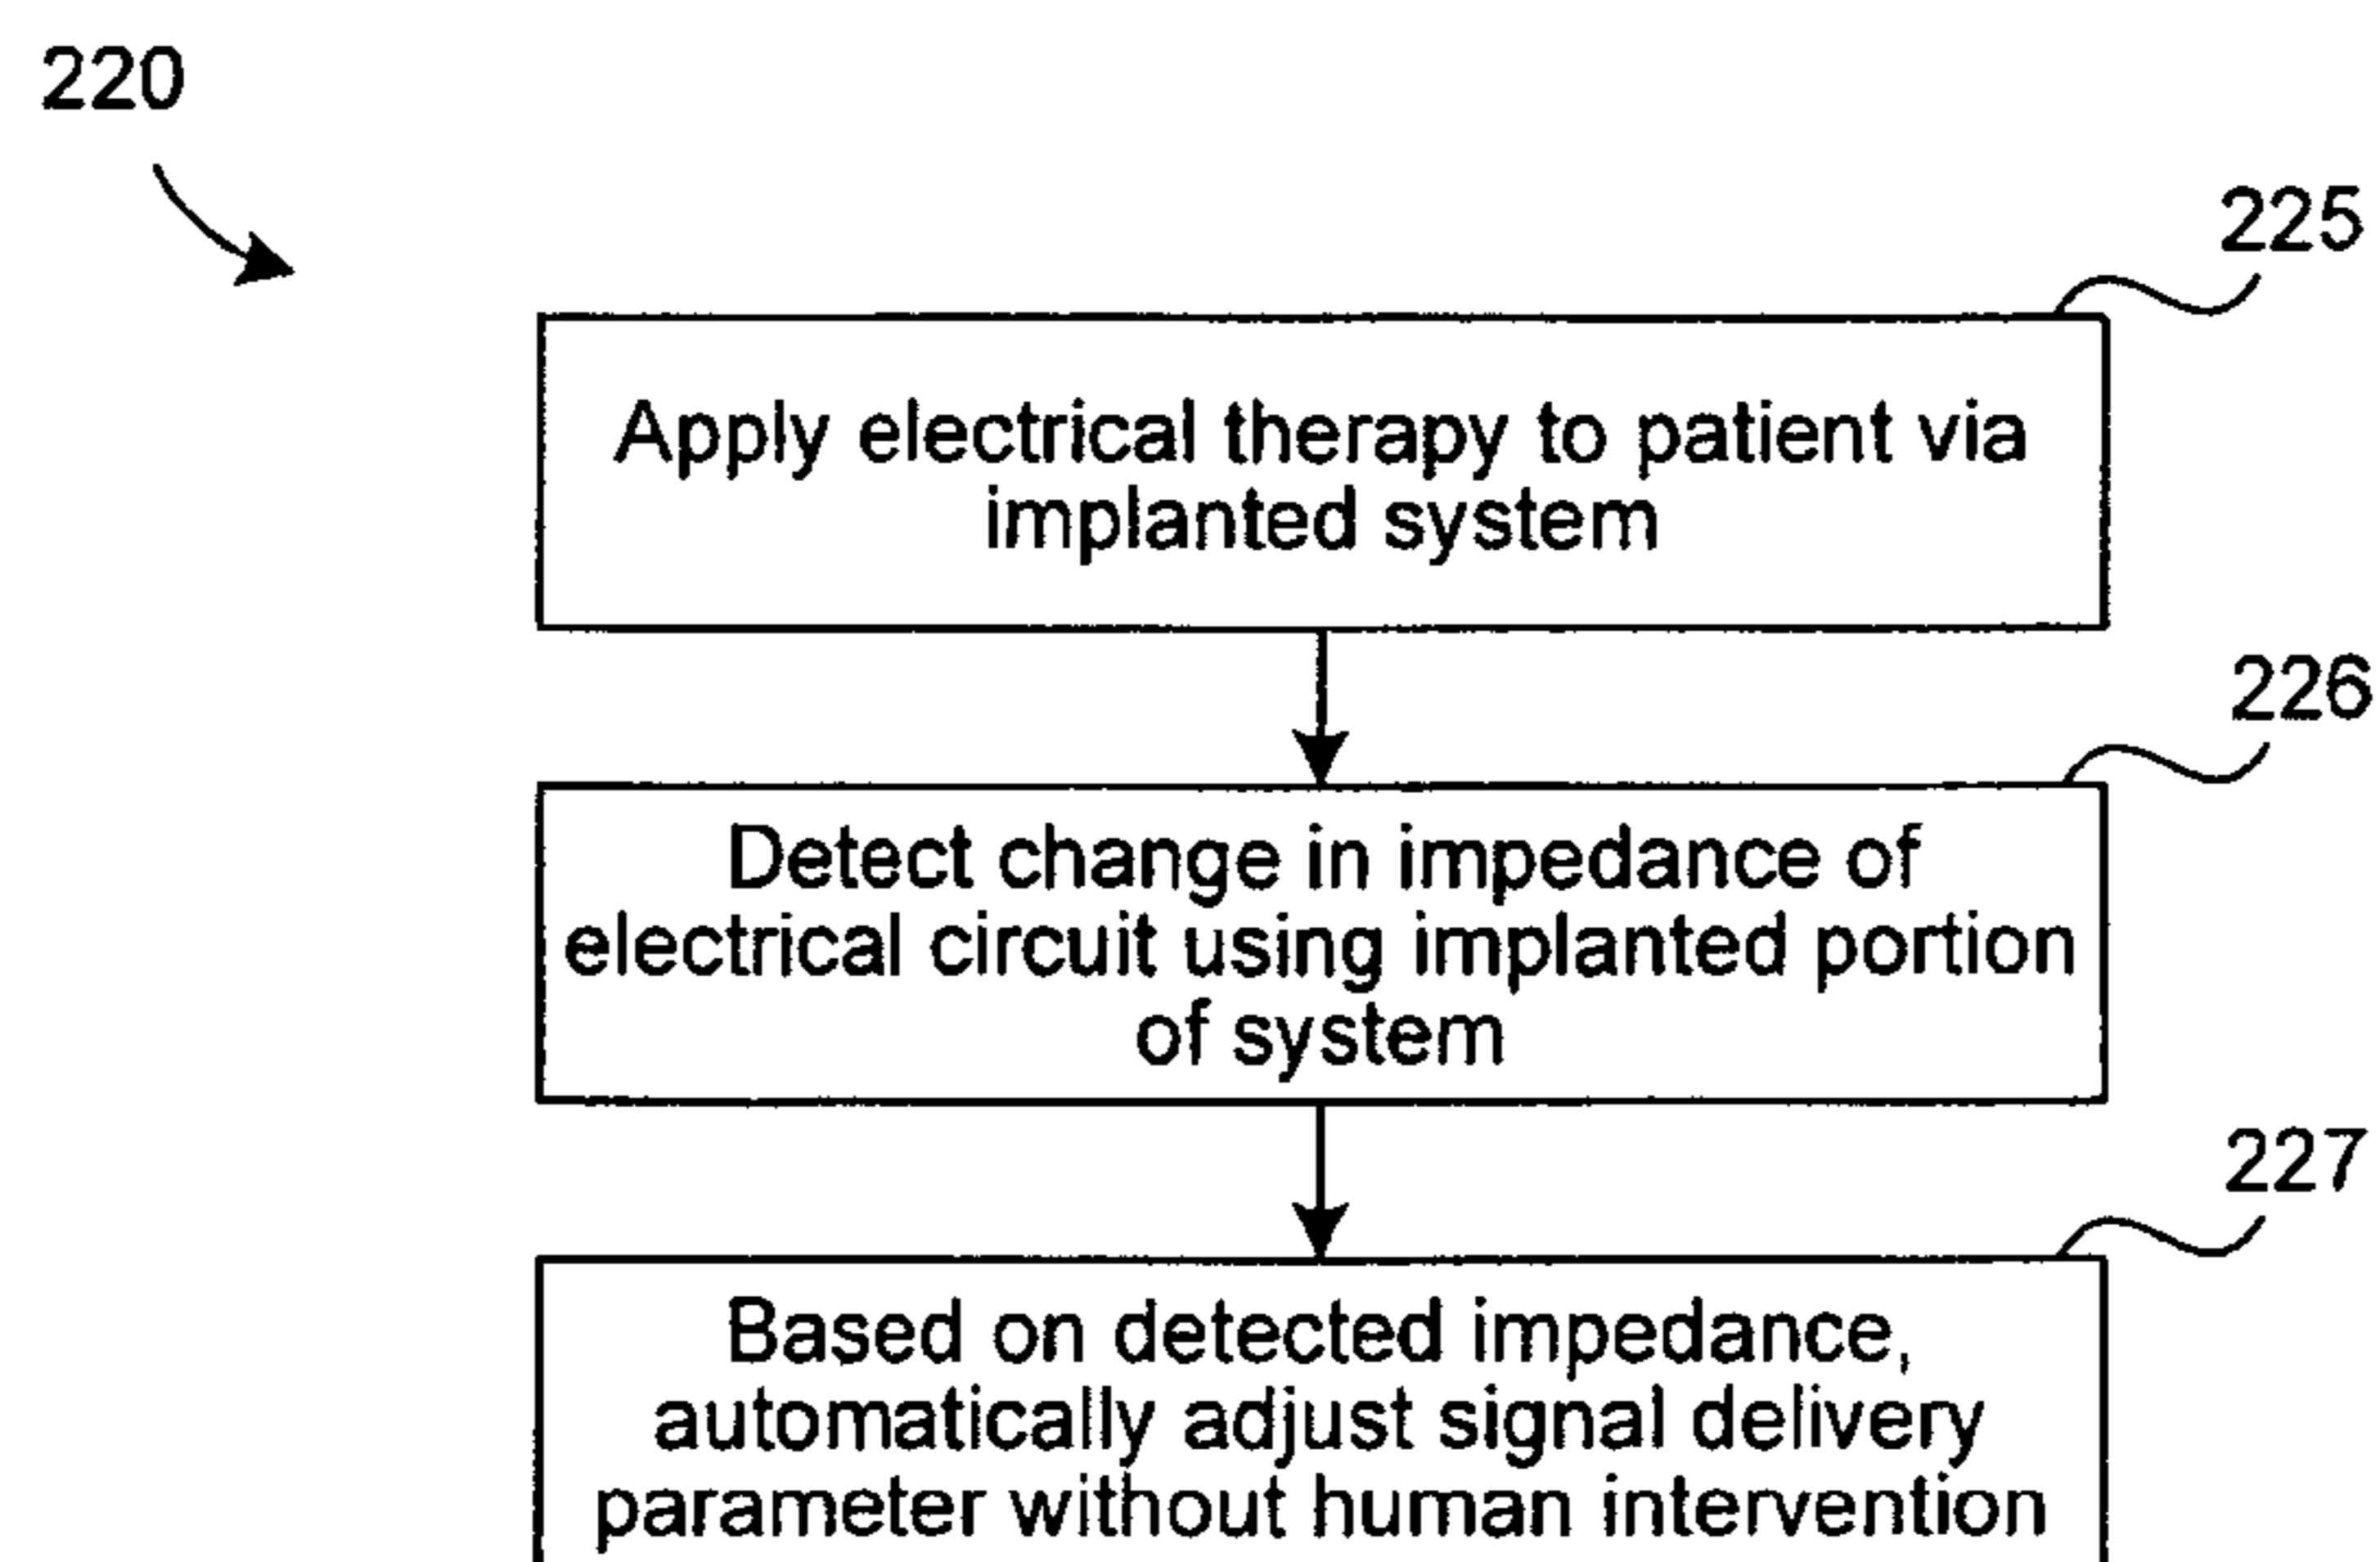 220
225
Apply electrical therapy to patient via
implanted system
226
Detect change in impedance of
electrical circuit using implanted portion
of system
227
Based on detected impedance,
automatically adjust signal delivery
parameter without human intervention